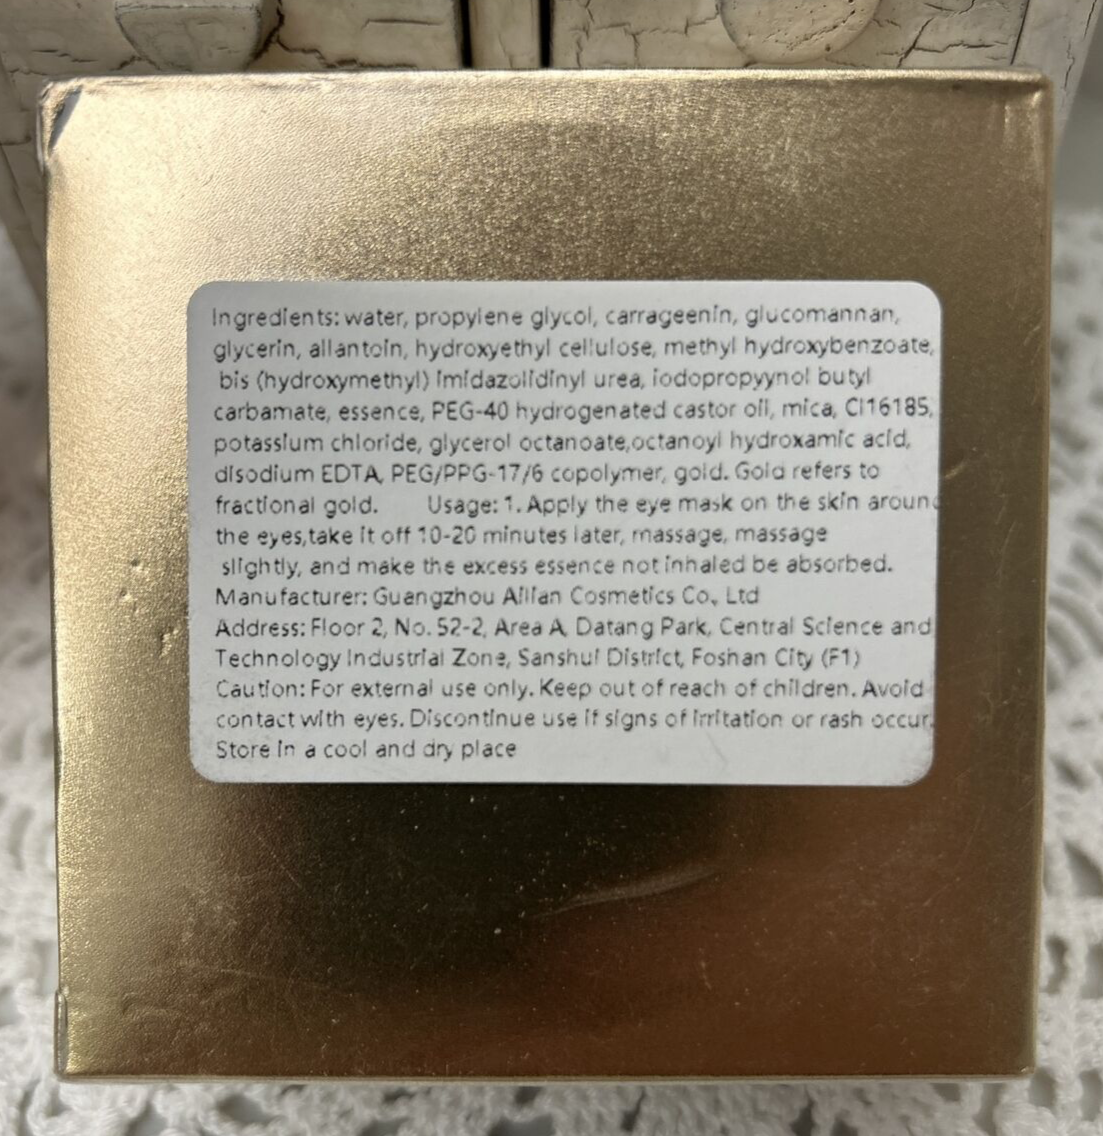 Ingredients: water, propylene glycol, carrageenin, glucomannan,
glycerin, allantoin, hydroxyethyl cellulose, methyl hydroxybenzoate,
bis (hydroxymethyl) imidazolidinyl urea, iodopropyynol butyl
carbamate, essence, PEG-40 hydrogenated castor oil, mica, CI16185,
potassium chloride, glycerol octanoate,octanoyl hydroxamic acid,
disodium EDTA, PEG/PPG-17/6 copolymer, gold. Gold refers to
fractional gold. Usage: 1. Apply the eye mask on the skin around
the eyes,take it off 10-20 minutes later, massage, massage
slightly, and make the excess essence not inhaled be absorbed.
Manufacturer: Guangzhou Ailian Cosmetics Co., Ltd
Address: Floor 2, No. 52-2, Area A, Datang Park, Central Science and
Technology Industrial Zone, Sanshui District, Foshan City (F1)
Caution: For external use only. Keep out of reach of children. Avoid
contact with eyes. Discontinue use if signs of irritation or rash occur.
Store in a cool and dry place